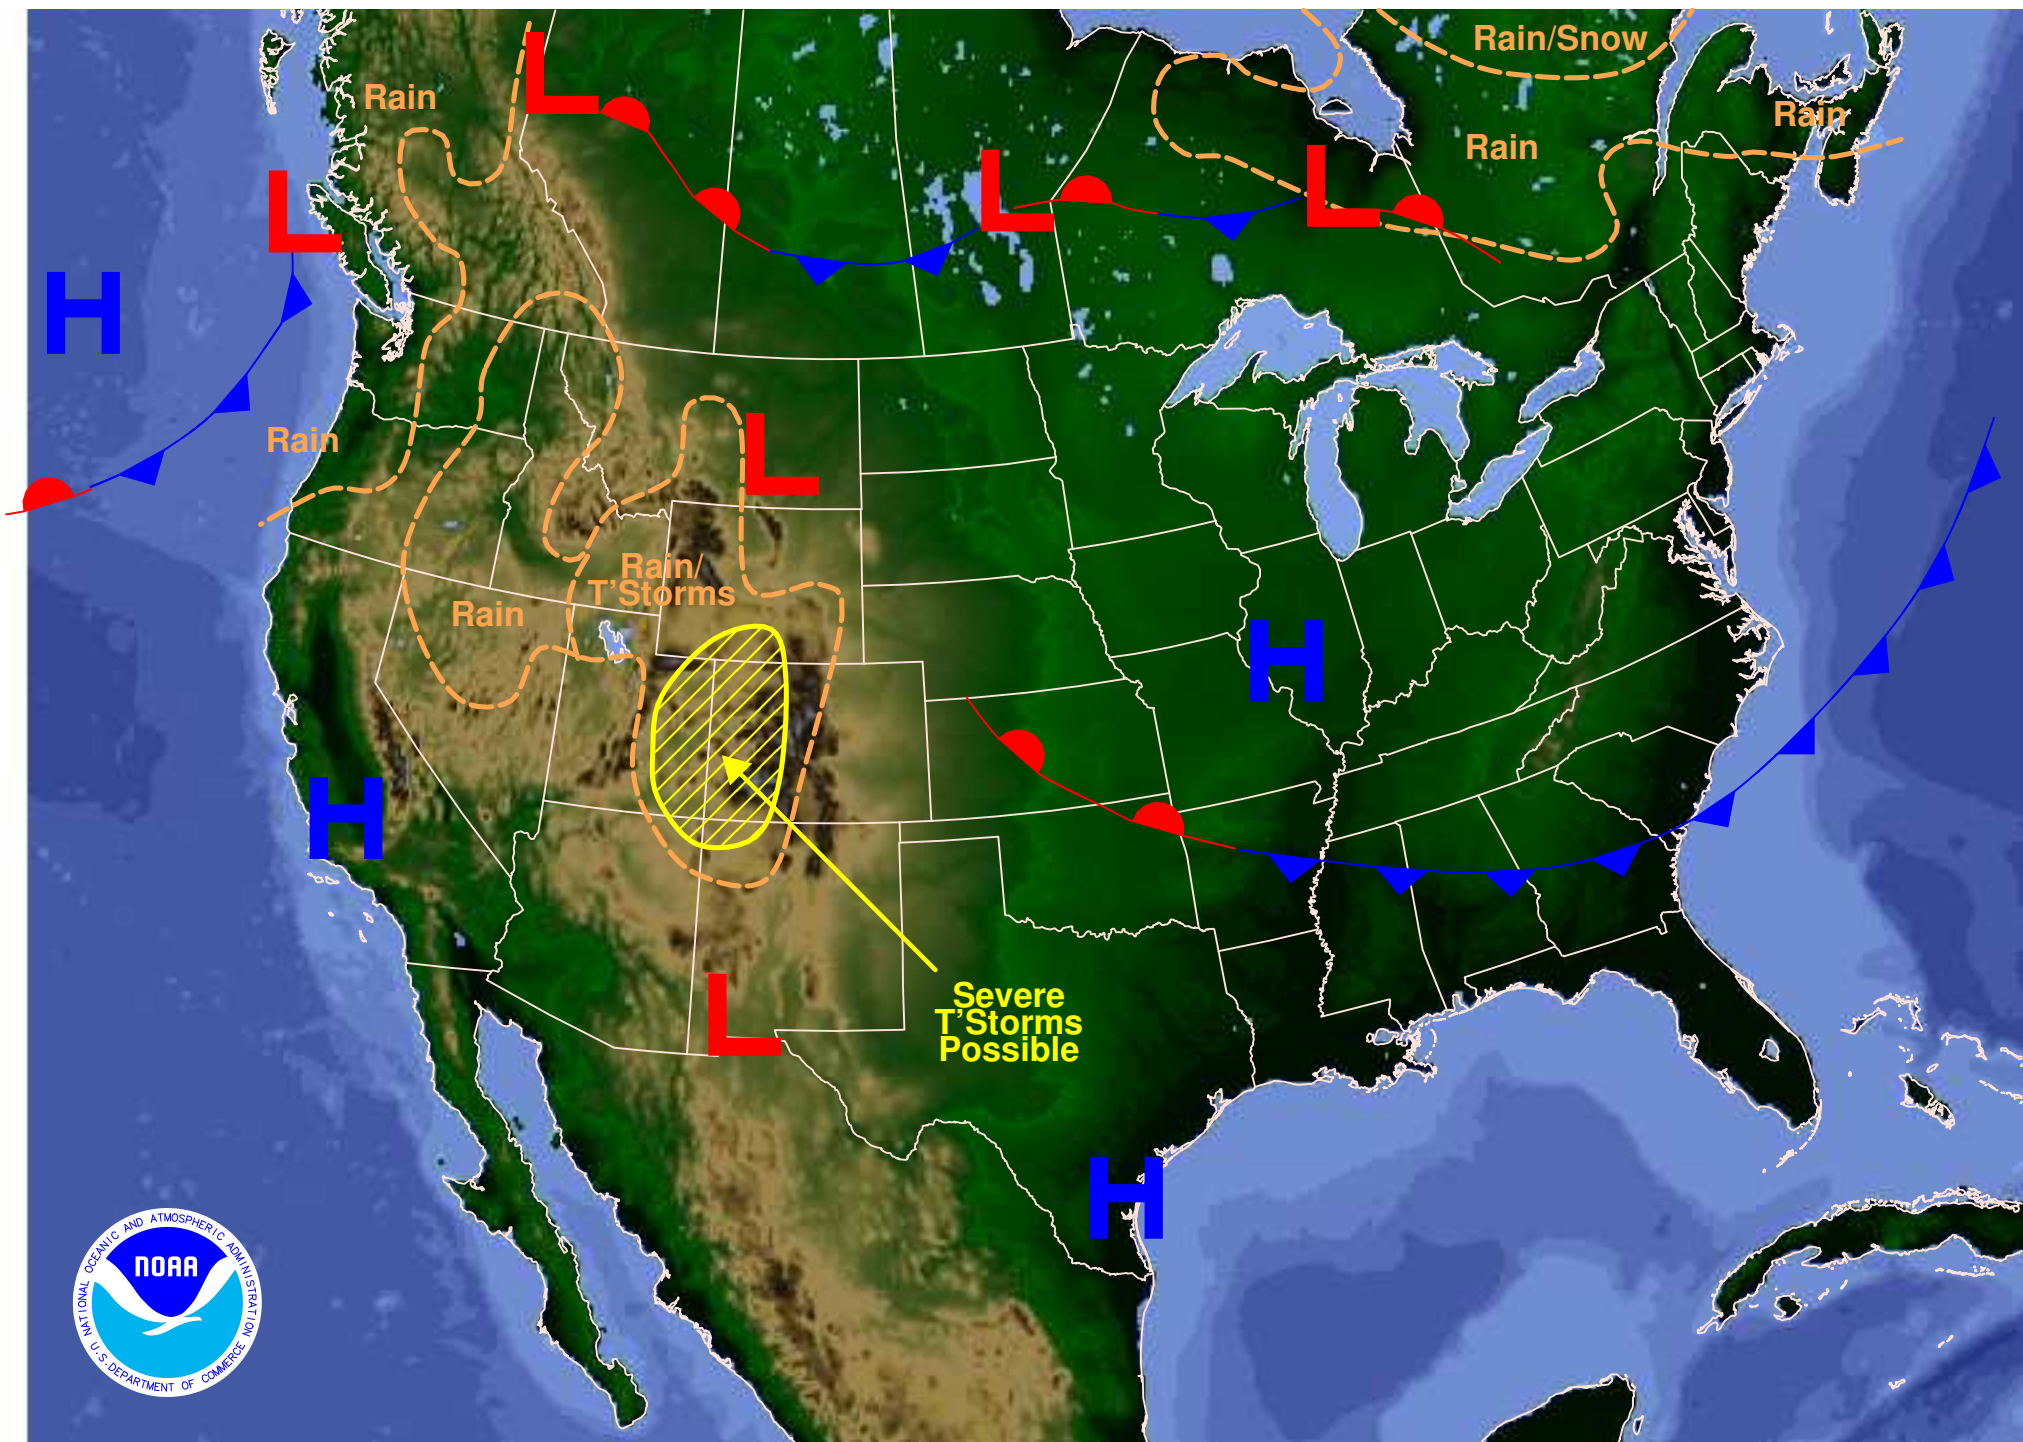 Rain/Snow
Rain
L
Rain
Rain
L
L
L
H
Rain
L
Rain/
T'Storms
Rain
H
H
L
Severe
T'Storms
Possible
H
NATIONAL OCEANIC AND ATMOSPHERIC ADMINISTRATION
NOAA
U.S. DEPARTMENT OF COMMERCE